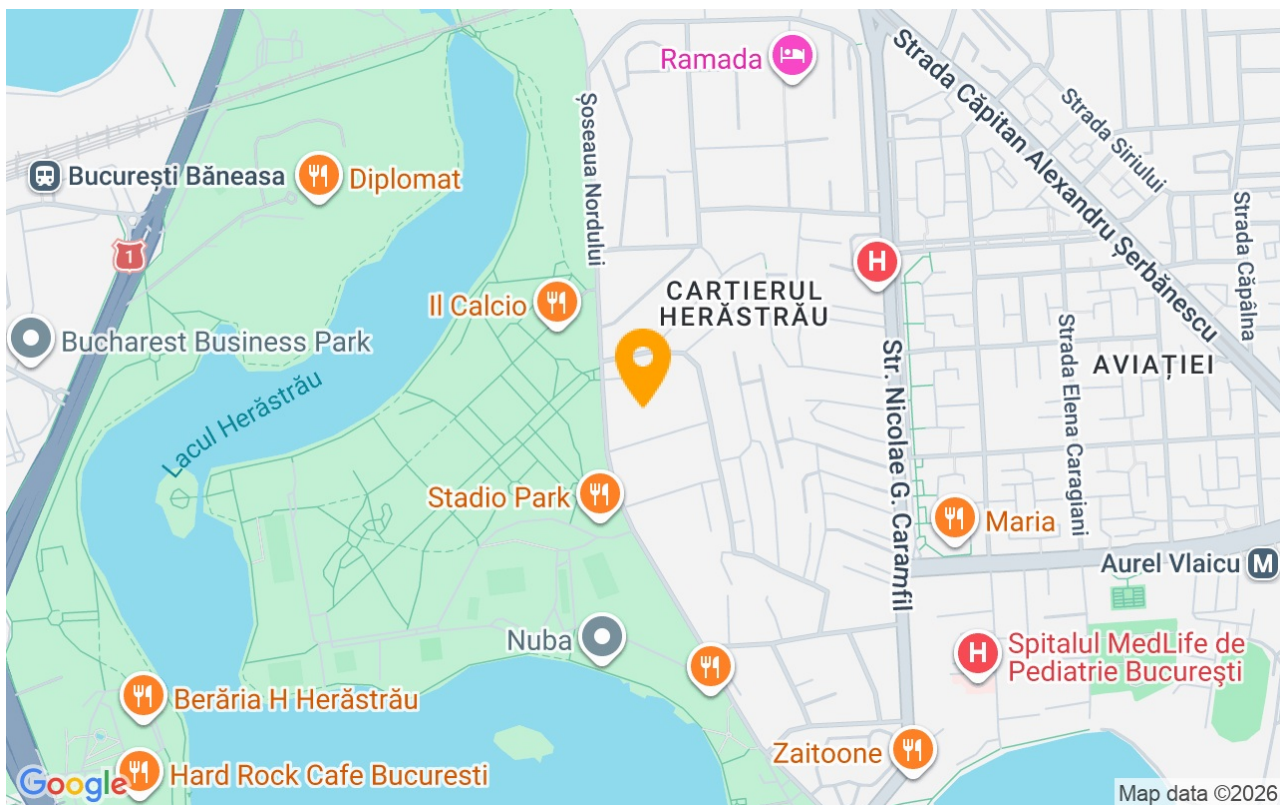 Ramada
Strada Căpitan Alexandru Șerbănescu
Strada Siriului
Strada Căpâlna
Șoseaua Nordului
București Băneasa
Diplomat
1
H
CARTIERUL
HERĂSTRĂU
Il Calcio
Bucharest Business Park
Lacul Herăstrău
Str. Nicolae G. Caramfil
Strada Elena Caragiani
AVIAȚIEI
Stadio Park
Maria
Aurel Vlaicu M
Nuba
H
Spitalul MedLife de
Pediatrie București
Berăria H Herăstrău
Zaitoone
Hard Rock Cafe Bucuresti
Google
Map data ©2026